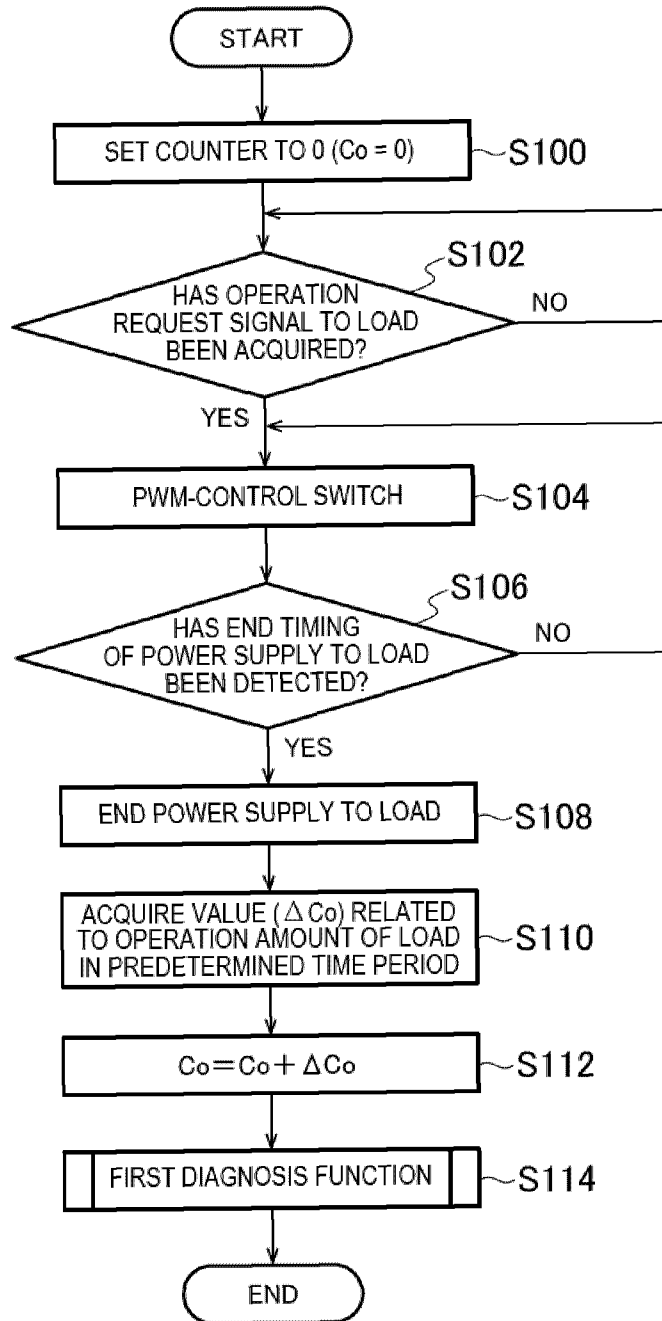 START
SET COUNTER TO 0 (Co = 0)
S100
S102
HAS OPERATION
REQUEST SIGNAL TO LOAD
BEEN ACQUIRED?
NO
YES
PWM-CONTROL SWITCH
S104
S106
HAS END TIMING
OF POWER SUPPLY TO LOAD
BEEN DETECTED?
NO
YES
END POWER SUPPLY TO LOAD
S108
ACQUIRE VALUE (ΔCo) RELATED
TO OPERATION AMOUNT OF LOAD
IN PREDETERMINED TIME PERIOD
S110
Co=Co + ΔCo
S112
FIRST DIAGNOSIS FUNCTION
S114
END